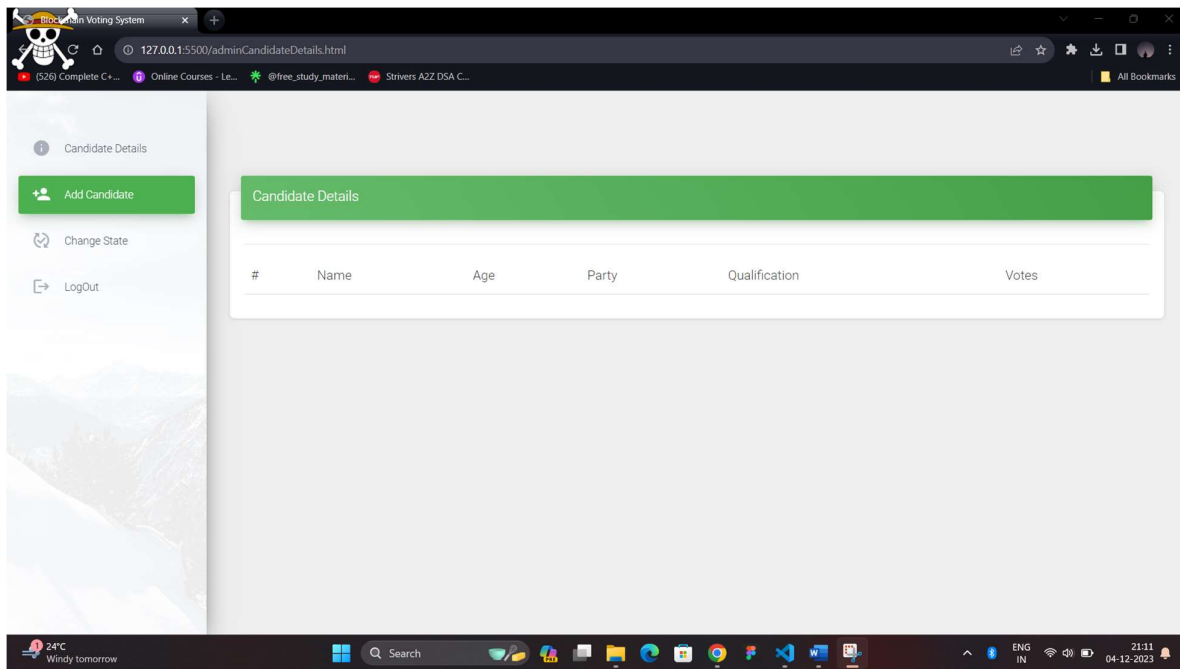 Blockchain Voting System
127.0.0.1:5500/adminCandidateDetails.html
(526) Complete C+... Online Courses - Le... @free_study_materi... Strivers A2Z DSA C... All Bookmarks
Candidate Details
Add Candidate
Change State
LogOut
Candidate Details
# Name Age Party Qualification Votes
1 24°C
Windy tomorrow
Search
ENG
IN
21:11
04-12-2023